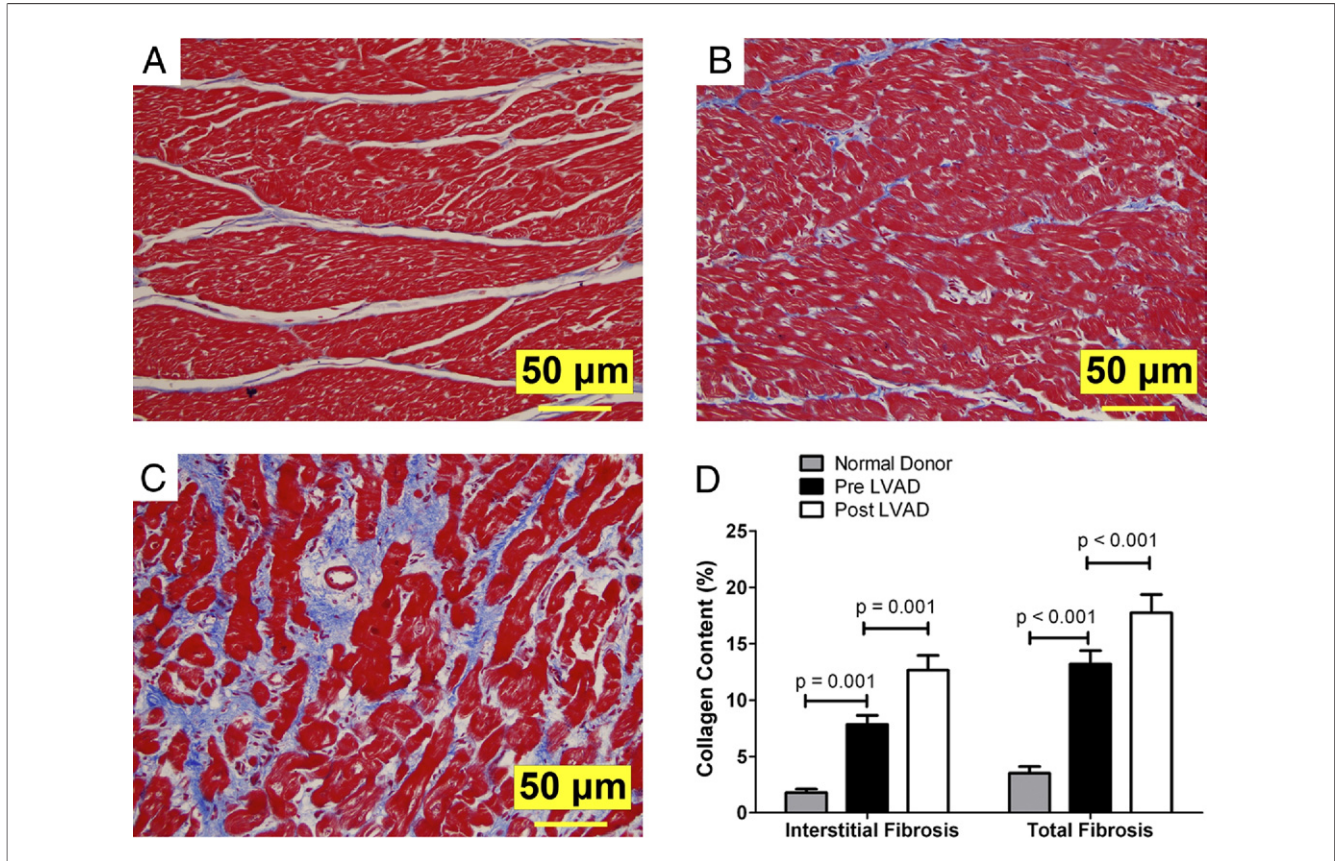 A
50 µm
B
50 µm
C
50 µm
D
Normal Donor
Pre LVAD
Post LVAD
Collagen Content (%)
25
20
15
10
5
0
p = 0.001
p = 0.001
p < 0.001
p < 0.001
Interstitial Fibrosis
Total Fibrosis